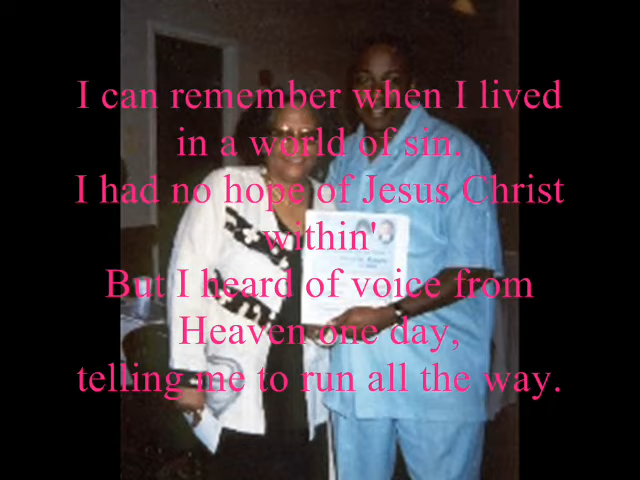 I can remember when I lived
in a world of sin.
I had no hope of Jesus Christ
within'
But I heard of voice from
Heaven one day,
telling me to run all the way.